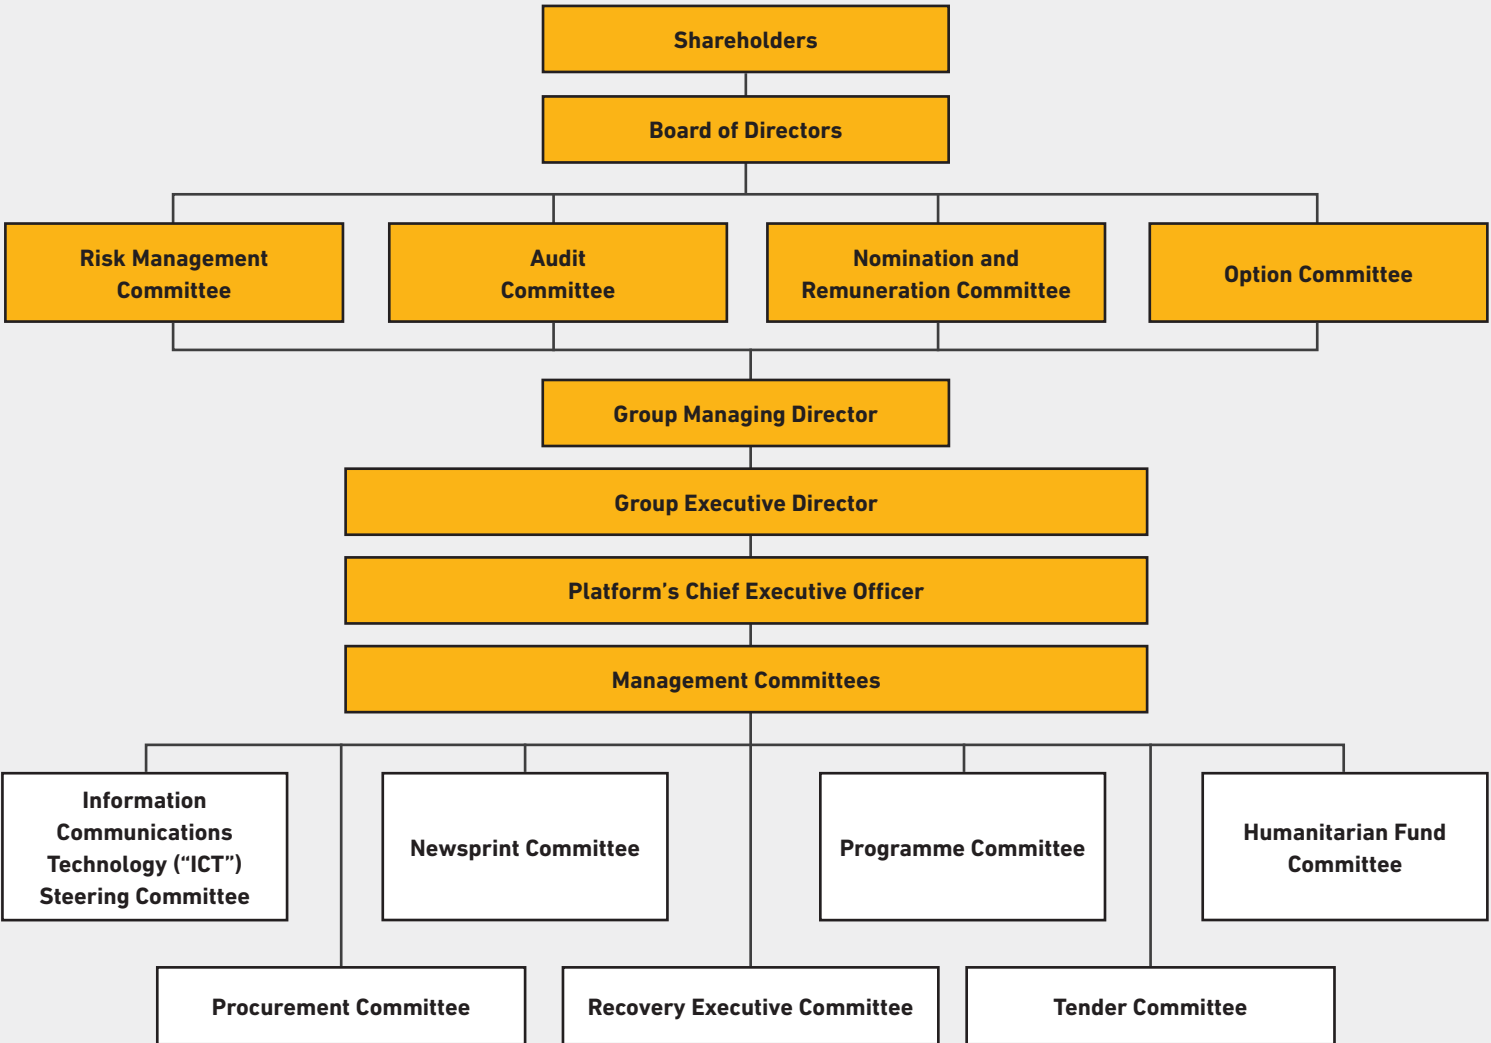 Shareholders
Board of Directors
Risk Management
Committee
Audit
Committee
Nomination and
Remuneration Committee
Option Committee
Group Managing Director
Group Executive Director
Platform’s Chief Executive Officer
Management Committees
Information
Communications
Technology (“ICT”)
Steering Committee
Newsprint Committee
Programme Committee
Humanitarian Fund
Committee
Procurement Committee
Recovery Executive Committee
Tender Committee